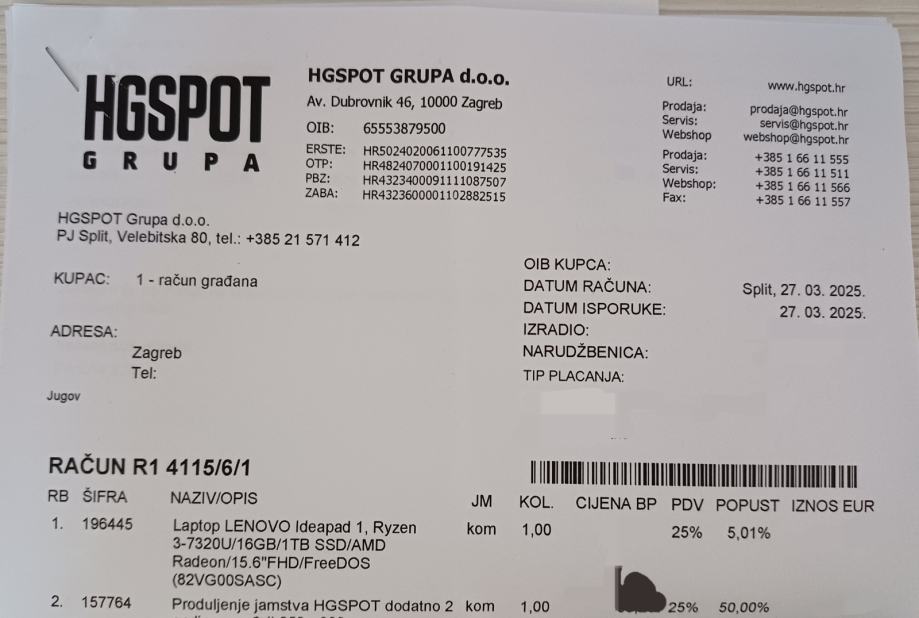 HGSPOT
GRUPA
HGSPOT GRUPA d.o.o.
Av. Dubrovnik 46, 10000 Zagreb
OIB: 65553879500
ERSTE: HR5024020061100777535
OTP: HR4824070001100191425
PBZ: HR4323400091111087507
ZABA: HR4323600001102882515
URL: www.hgspot.hr
Prodaja: prodaja@hgspot.hr
Servis: servis@hgspot.hr
Webshop webshop@hgspot.hr
Prodaja: +385 1 66 11 555
Servis: +385 1 66 11 511
Webshop: +385 1 66 11 566
Fax: +385 1 66 11 557
HGSPOT Grupa d.o.o.
PJ Split, Velebitska 80, tel.: +385 21 571 412
KUPAC: 1 - račun građana
ADRESA:
Zagreb
Tel:
Jugov
OIB KUPCA:
DATUM RAČUNA: Split, 27. 03. 2025.
DATUM ISPORUKE: 27. 03. 2025.
IZRADIO:
NARUDŽBENICA:
TIP PLACANJA:
RAČUN R1 4115/6/1
RB ŠIFRA NAZIV/OPIS JM KOL. CIJENA BP PDV POPUST IZNOS EUR
1. 196445 Laptop LENOVO Ideapad 1, Ryzen kom 1,00 25% 5,01%
3-7320U/16GB/1TB SSD/AMD
Radeon/15.6"FHD/FreeDOS
(82VG00SASC)
2. 157764 Produljenje jamstva HGSPOT dodatno 2 kom 1,00 25% 50,00%